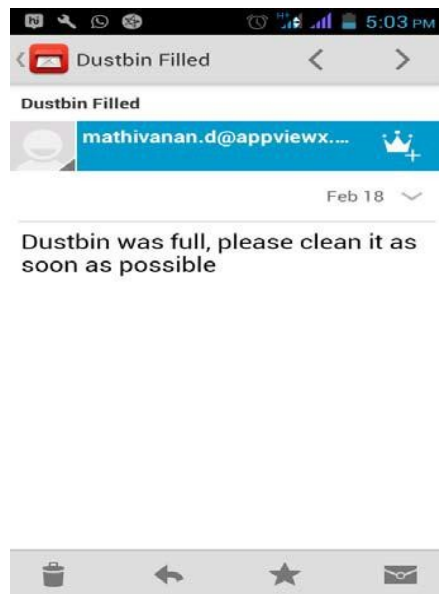 5:03 PM
Dustbin Filled
Dustbin Filled
mathivanan.d@appviewx....
Feb 18
Dustbin was full, please clean it as
soon as possible